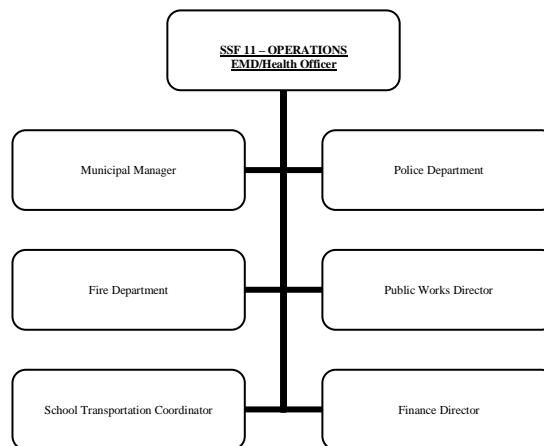 SSF 11 – OPERATIONS
EMD/Health Officer
Municipal Manager
Police Department
Fire Department
Public Works Director
School Transportation Coordinator
Finance Director